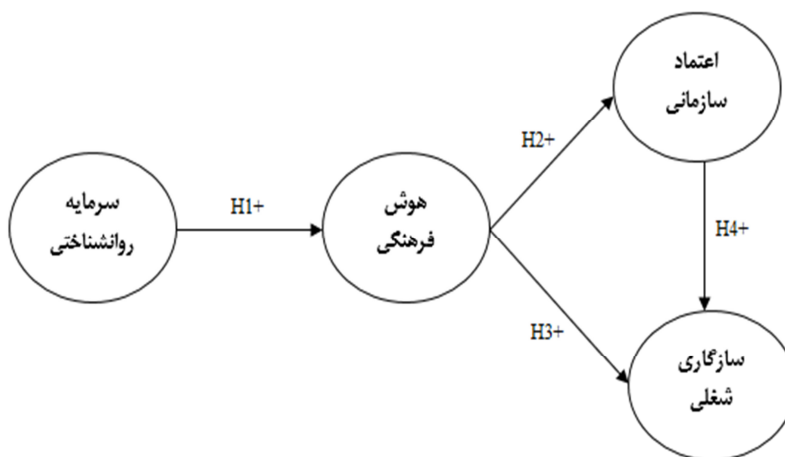 اعتماد
سازمانی
H2+
سرمایه
روانشناختی
H1+
هوش
فرهنگی
H4+
H3+
سازگاری
شغلی